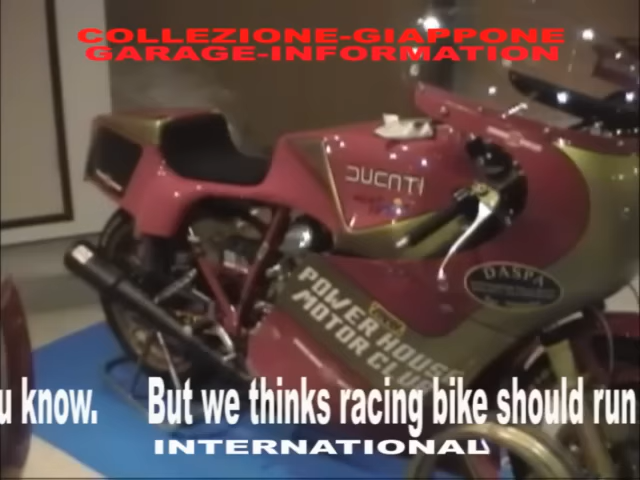 COLLEZIONE-GIAPPONE
GARAGE-INFORMATION
DUCATI
DASPA
POWER HOUSE
MOTOR CLUB
u know. But we thinks racing bike should run
INTERNATIONAL